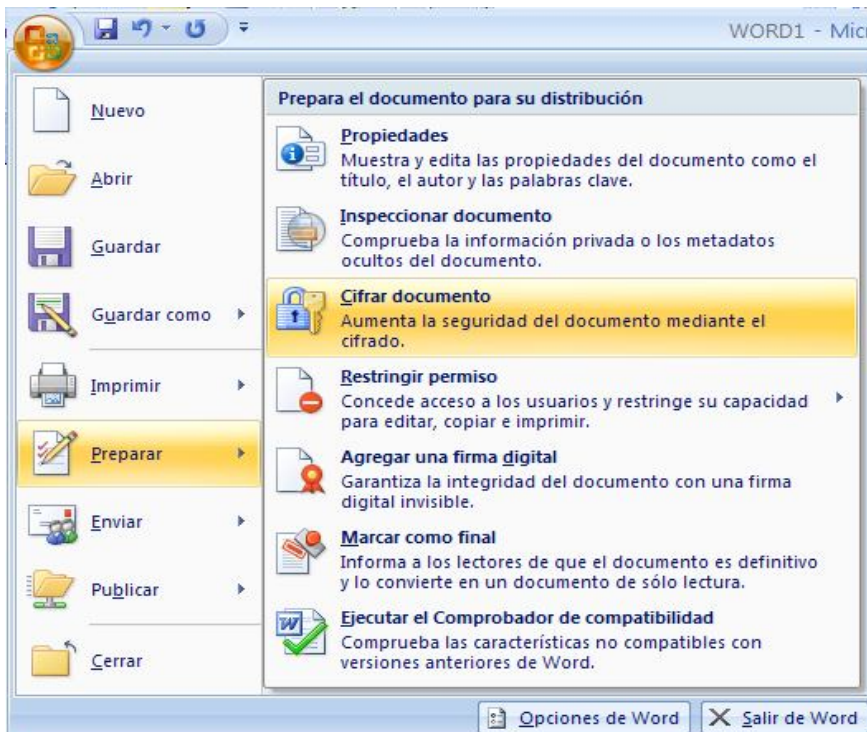 WORD1 - Micr
Nuevo
Abrir
Guardar
Guardar como
Imprimir
Preparar
Enviar
Publicar
Cerrar
Prepara el documento para su distribución
Propiedades
Muestra y edita las propiedades del documento como el
título, el autor y las palabras clave.
Inspeccionar documento
Comprueba la información privada o los metadatos
ocultos del documento.
Cifrar documento
Aumenta la seguridad del documento mediante el
cifrado.
Restringir permiso
Concede acceso a los usuarios y restringe su capacidad
para editar, copiar e imprimir.
Agregar una firma digital
Garantiza la integridad del documento con una firma
digital invisible.
Marcar como final
Informa a los lectores de que el documento es definitivo
y lo convierte en un documento de sólo lectura.
Ejecutar el Comprobador de compatibilidad
Comprueba las características no compatibles con
versiones anteriores de Word.
Opciones de Word
Salir de Word